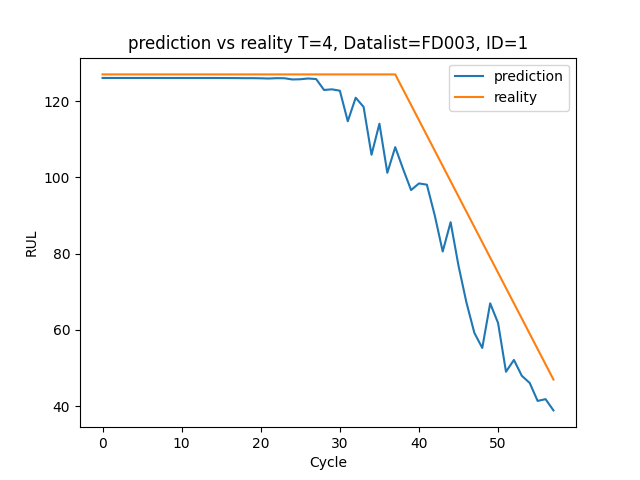 prediction vs reality T=4, Datalist=FD003, ID=1
prediction
reality
RUL
120
100
80
60
40
0 10 20 30 40 50
Cycle